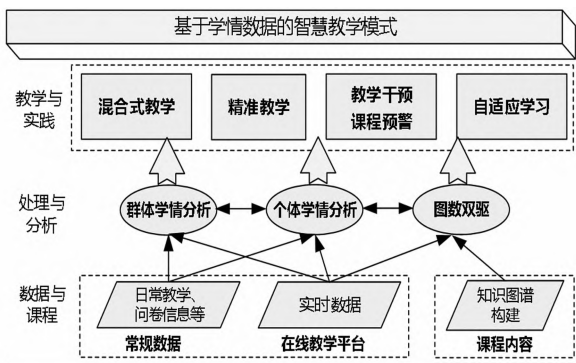 基于学情数据的智慧教学模式
教学与
实践
混合式教学
精准教学
教学干预
课程预警
自适应学习
处理与
分析
群体学情分析
个体学情分析
图数双驱
数据与
课程
日常教学、
问卷信息等
实时数据
知识图谱
构建
常规数据
在线教学平台
课程内容